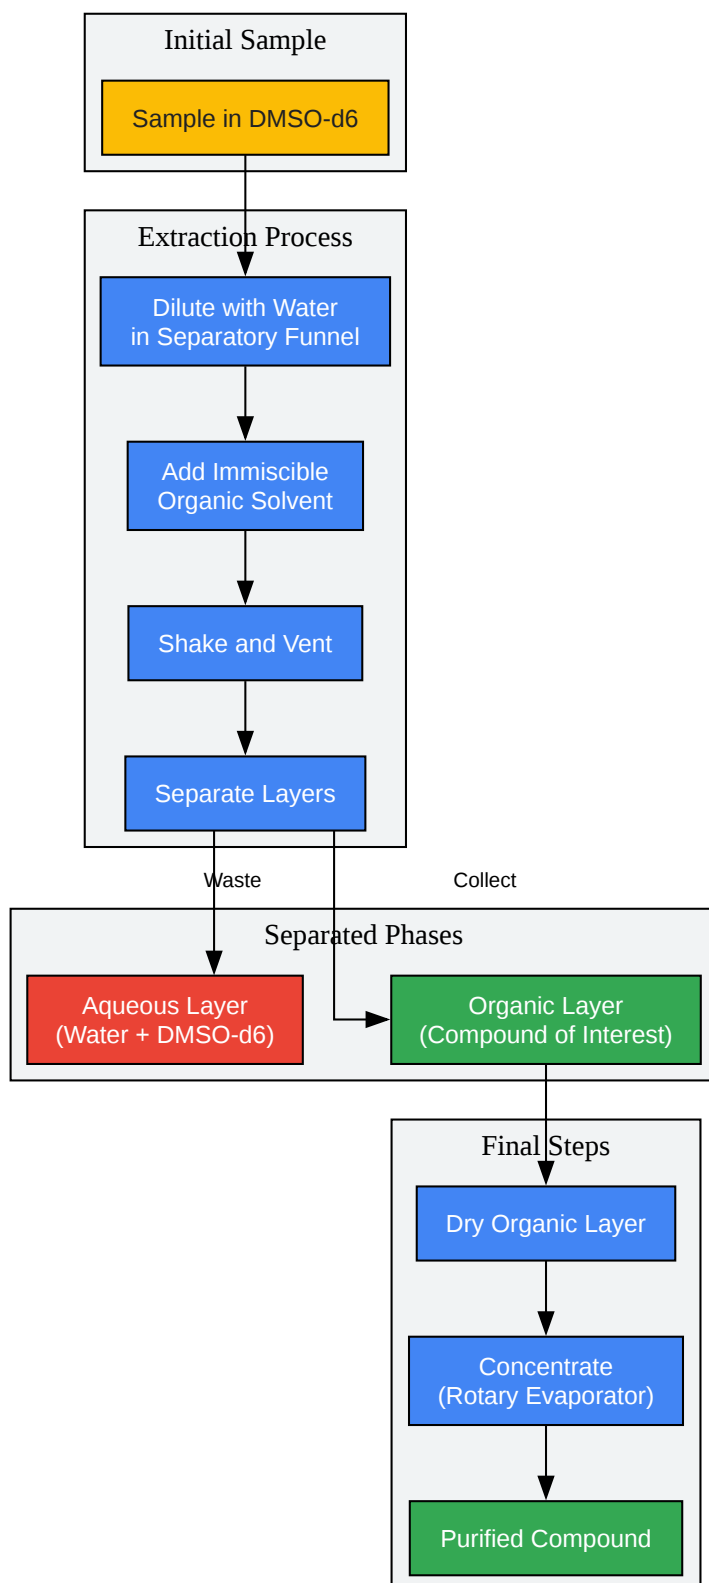 Initial Sample
Sample in DMSO-d6
Extraction Process
Dilute with Water
in Separatory Funnel
Add Immiscible
Organic Solvent
Shake and Vent
Separate Layers
Waste
Collect
Separated Phases
Aqueous Layer
(Water + DMSO-d6)
Organic Layer
(Compound of Interest)
Final Steps
Dry Organic Layer
Concentrate
(Rotary Evaporator)
Purified Compound